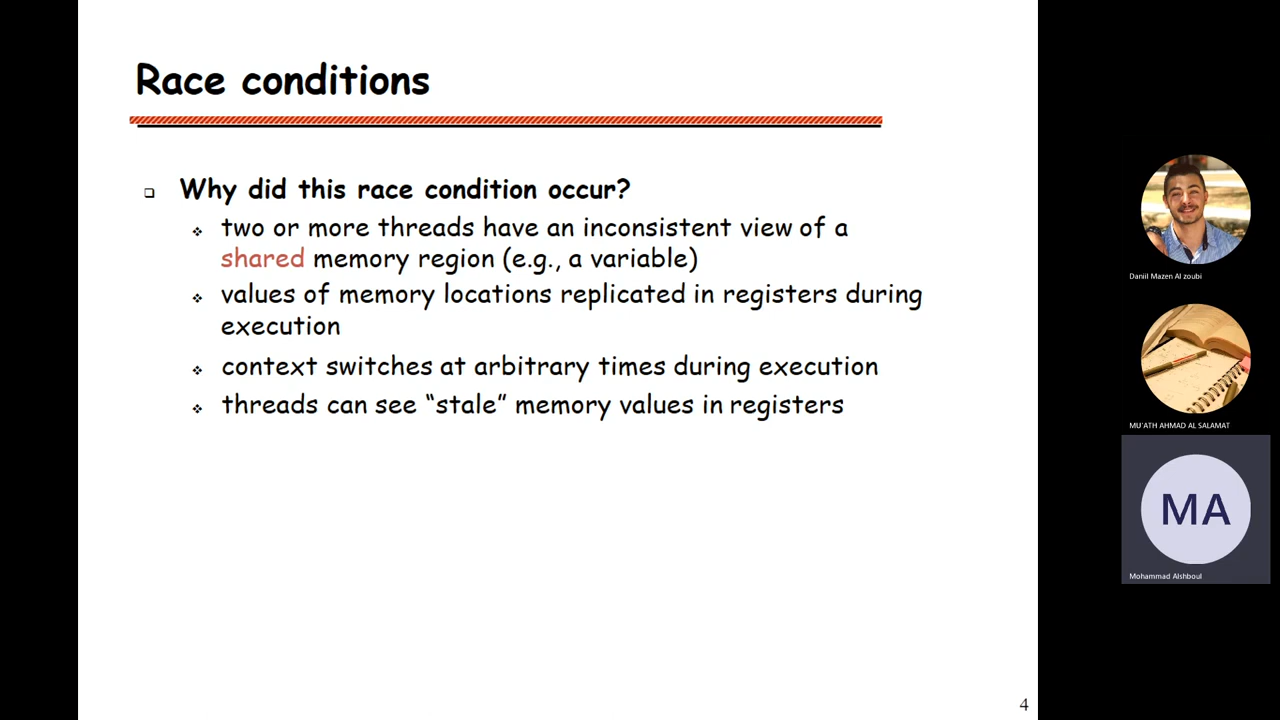 Race conditions
Why did this race condition occur?
two or more threads have an inconsistent view of a
shared memory region (e.g., a variable)
values of memory locations replicated in registers during
execution
context switches at arbitrary times during execution
threads can see “stale” memory values in registers
4
Daniil Mazen Al zoubi
MU'ATH AHMAD AL SALAMAT
MA
Mohammad Alshboul